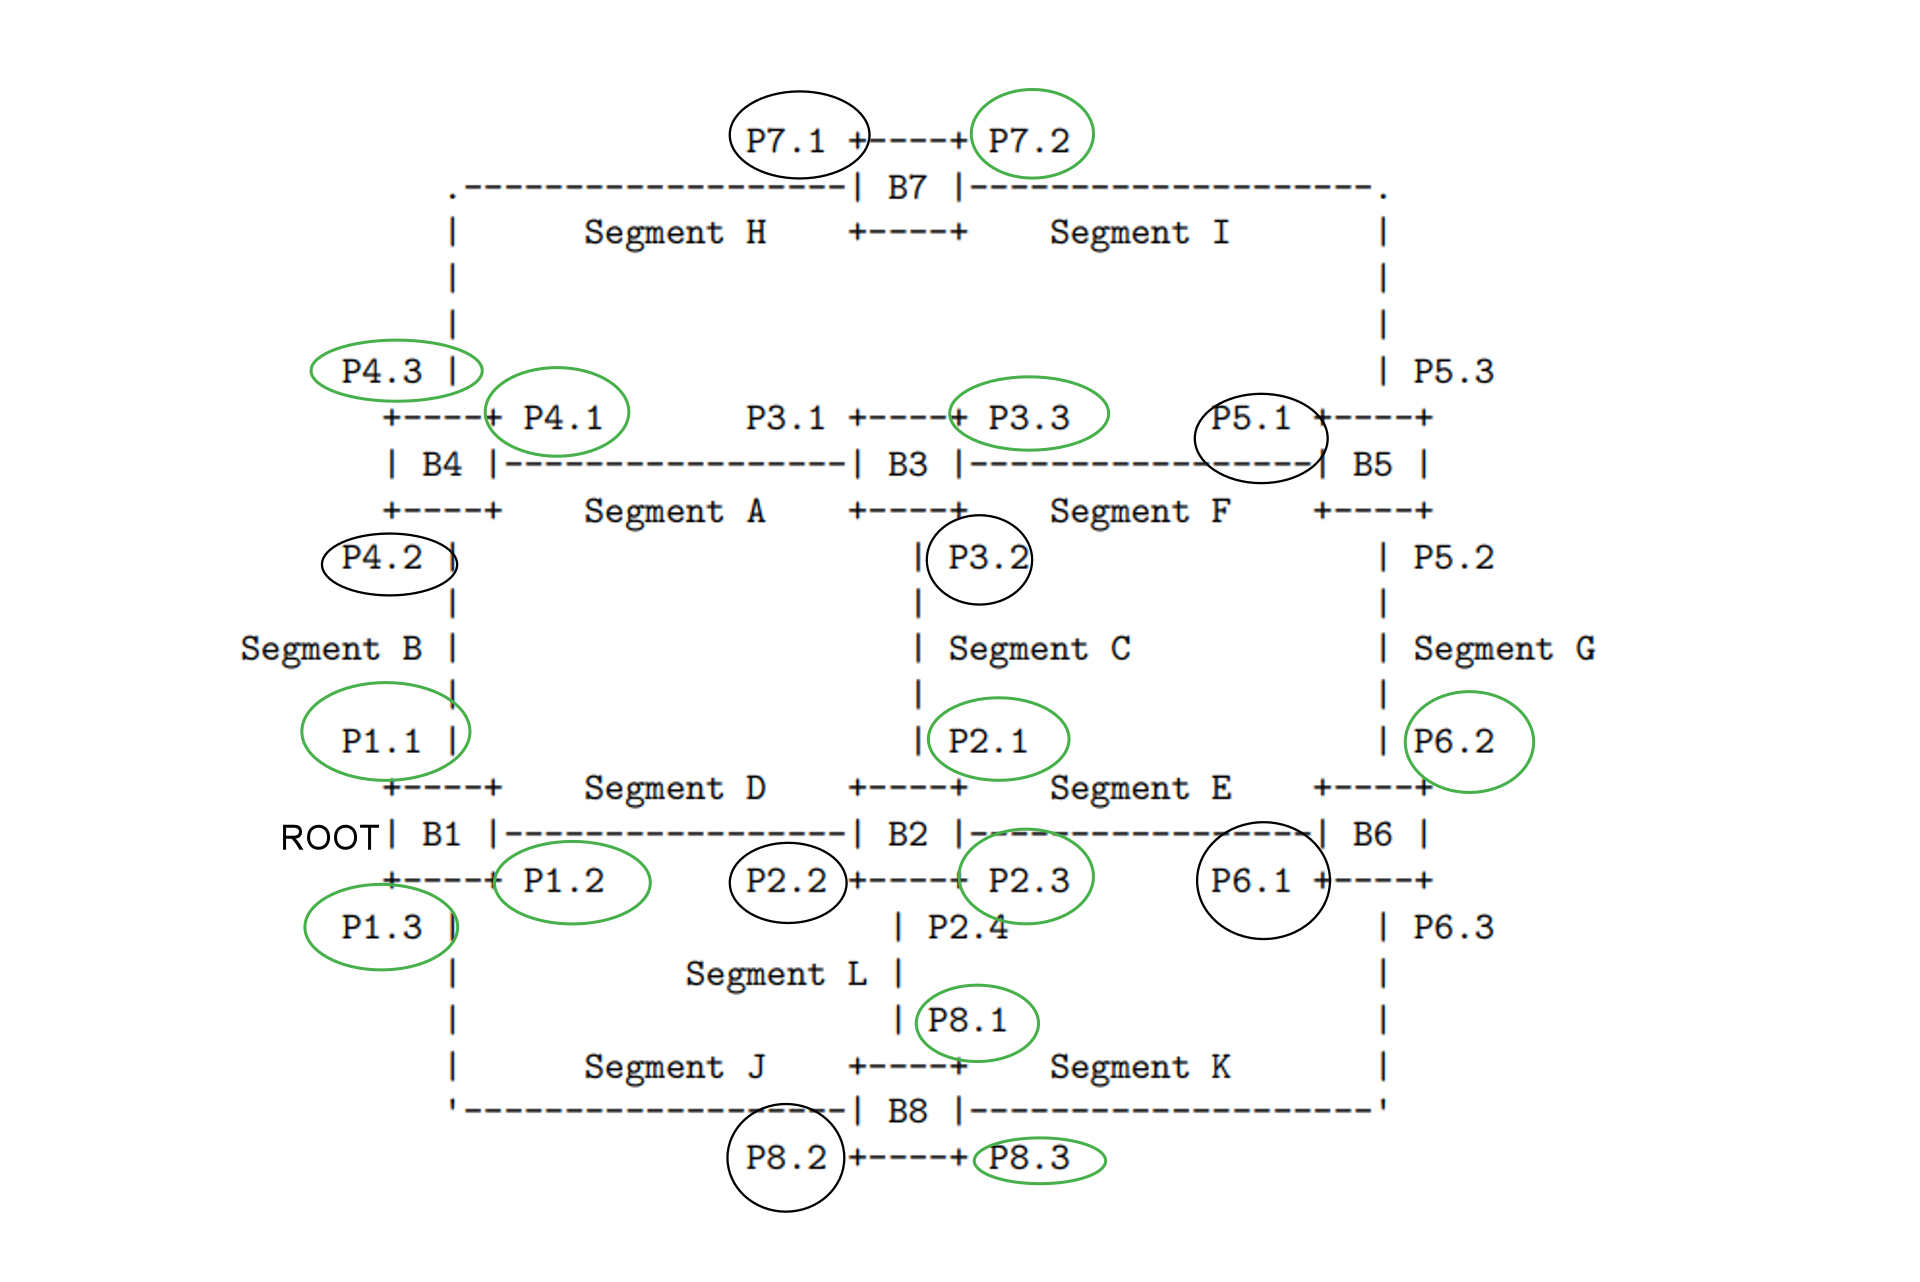 P7.1 +----+ P7.2
.-------------------| B7 |--------------------.
| Segment H +----+ Segment I |
| |
| |
P4.3 | | P5.3
+----+ P4.1 P3.1 +----+ P3.3 P5.1 +----+
| B4 |-----------------| B3 |-----------------| B5 |
+----+ Segment A +----+ Segment F +----+
P4.2 | | P3.2 | P5.2
| | |
Segment B | | Segment C | Segment G
| | |
P1.1 | | P2.1 | P6.2
+----+ Segment D +----+ Segment E +----+
ROOT | B1 |-----------------| B2 |-----------------| B6 |
+----+ P1.2 P2.2 +----+ P2.3 P6.1 +----+
P1.3 | | P2.4 | P6.3
| Segment L | |
| | P8.1 |
| Segment J +----+ Segment K |
'-------------------| B8 |--------------------'
P8.2 +----+ P8.3